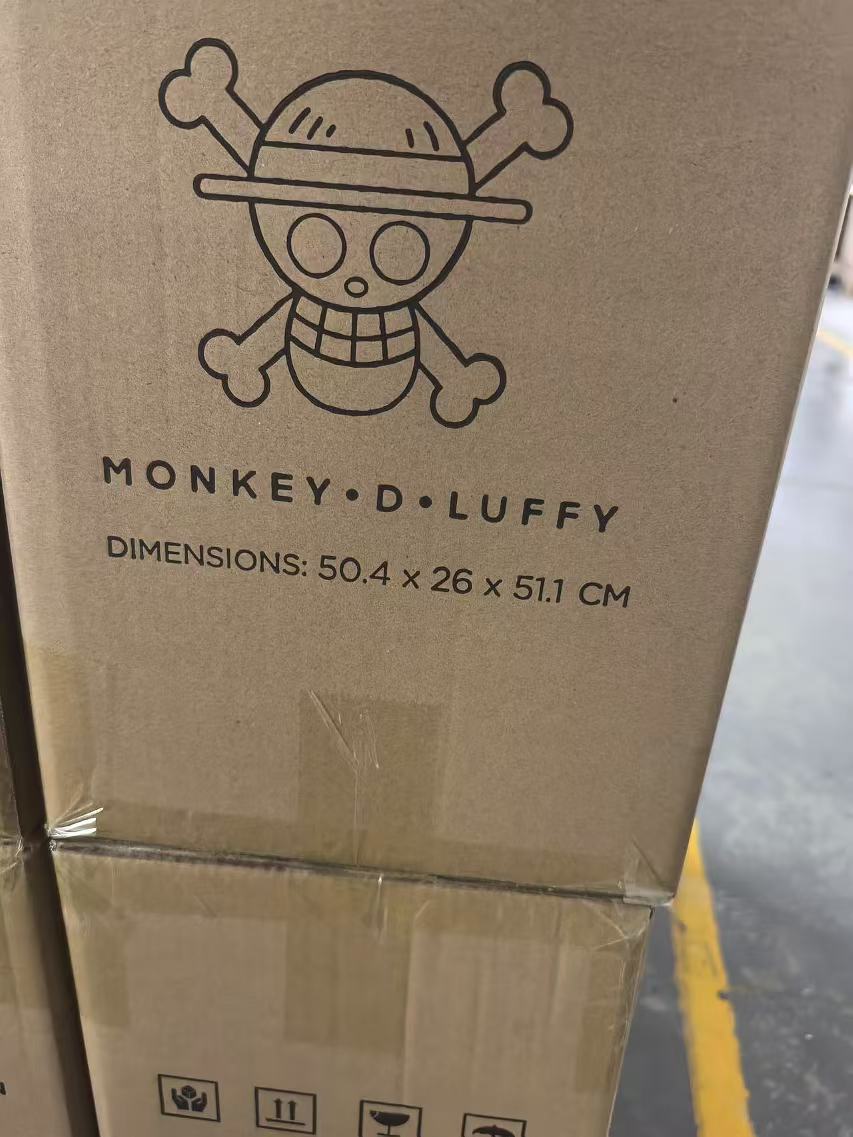 MONKEY•D•LUFFY
DIMENSIONS: 50.4 x 26 x 51.1 CM